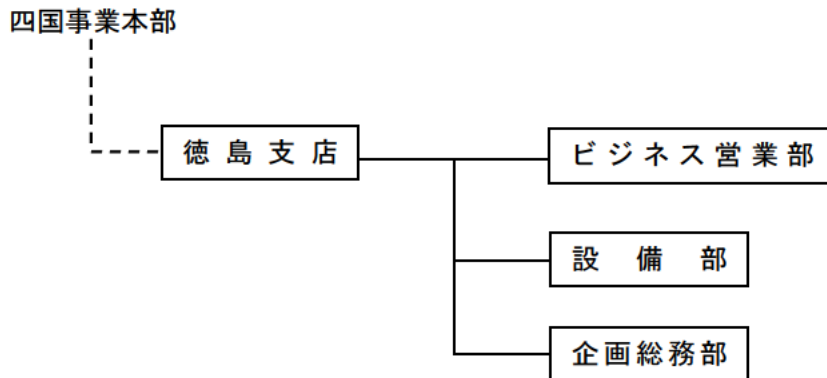 四国事業本部
徳島支店
ビジネス営業部
設備部
企画総務部